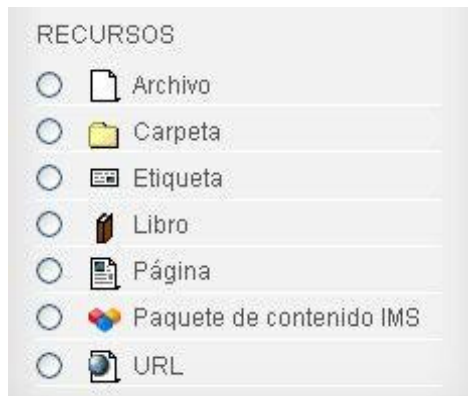 RECURSOS
Archivo
Carpeta
Etiqueta
Libro
Página
Paquete de contenido IMS
URL